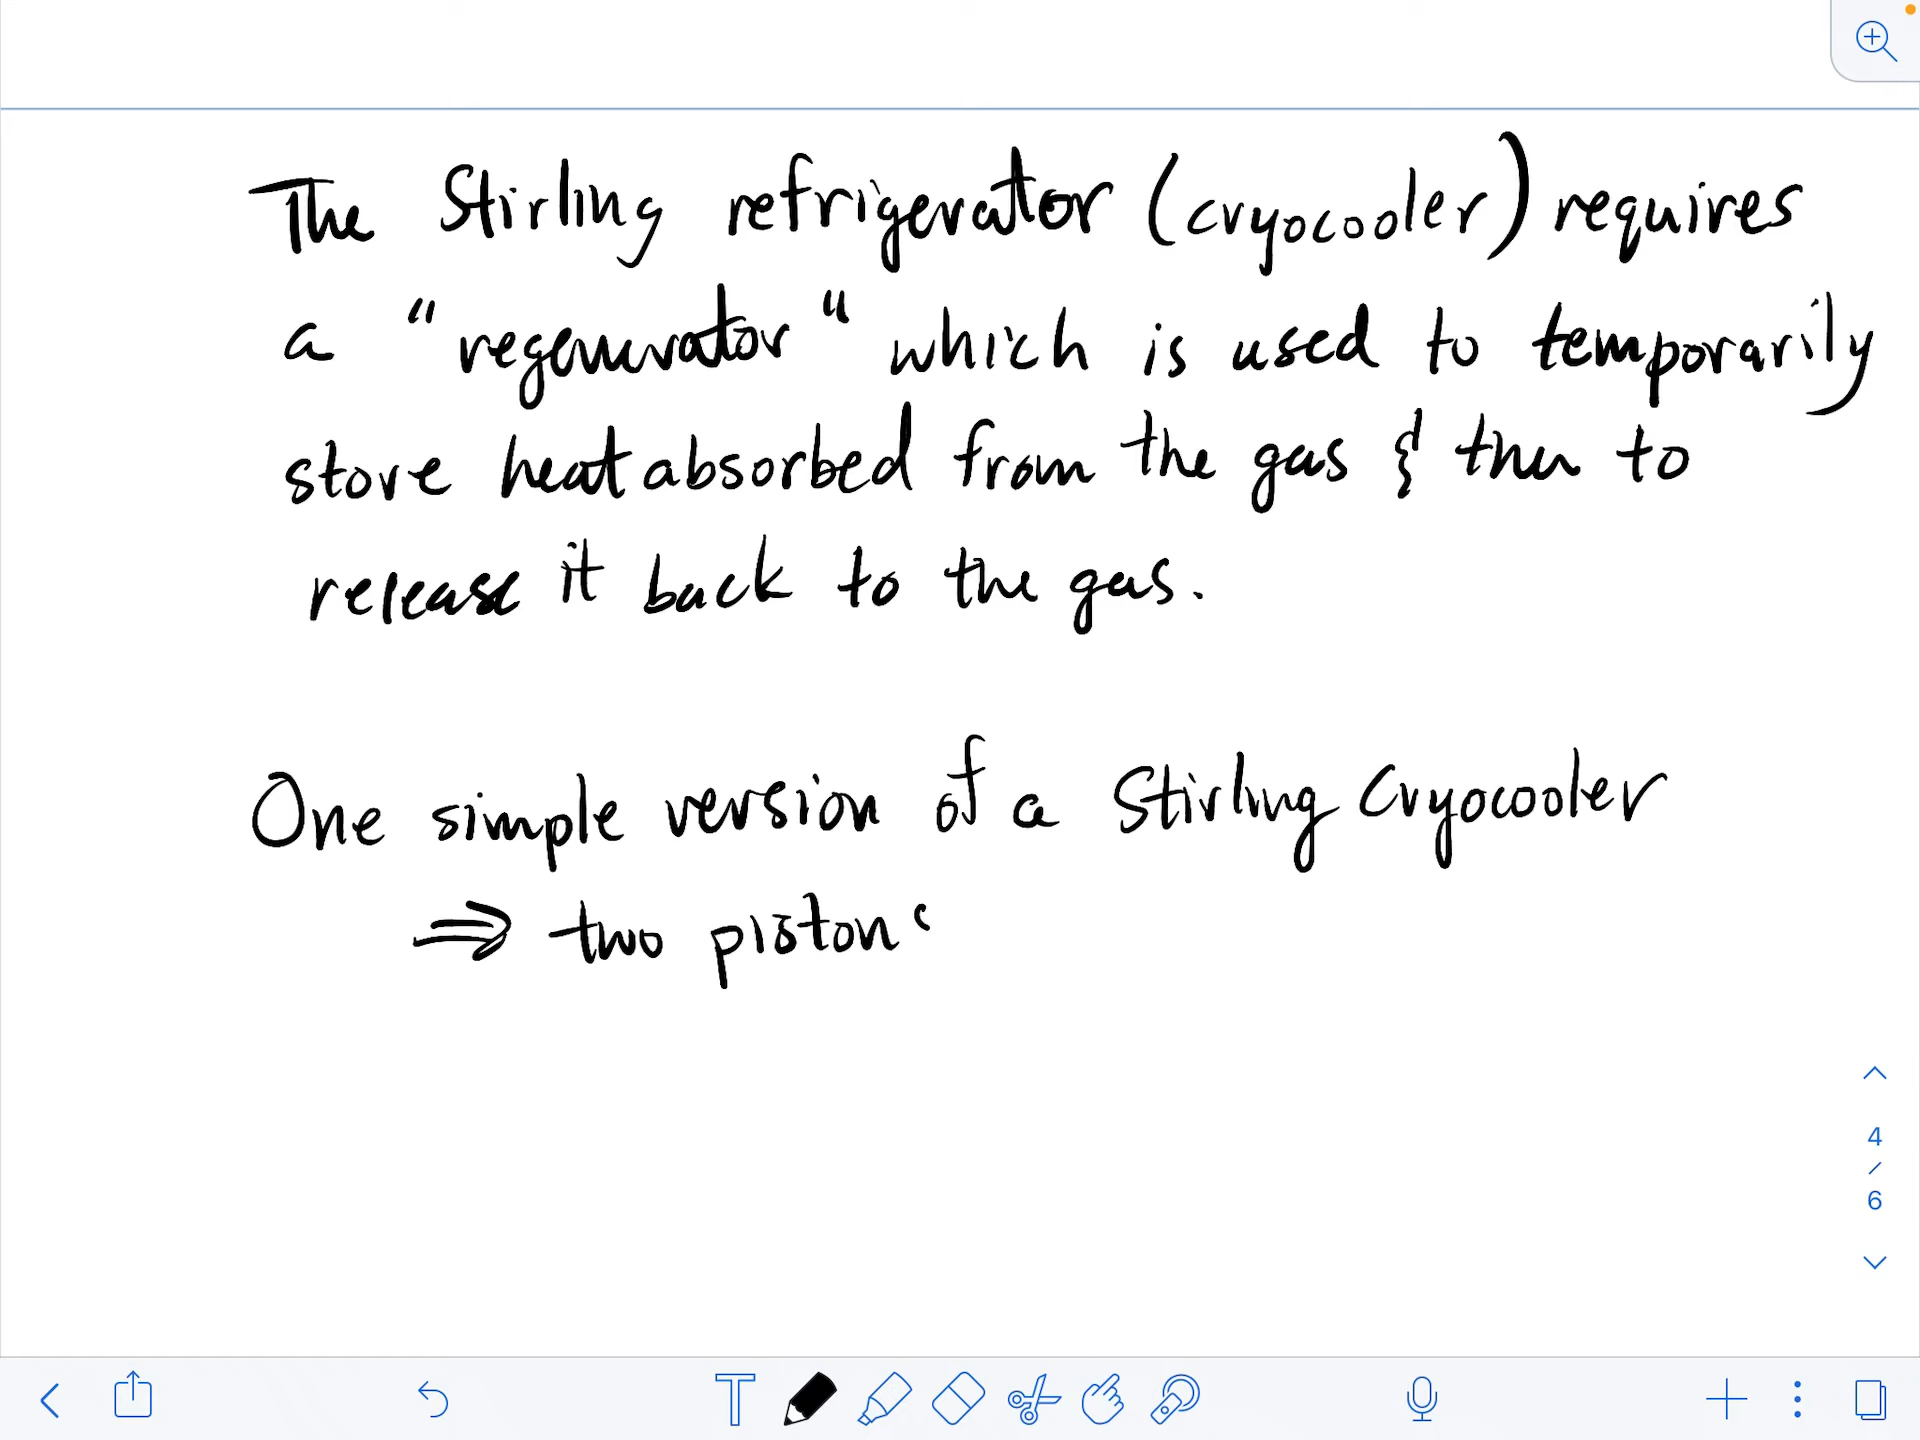 The Stirling refrigerator (cryocooler) requires
a "regenerator" which is used to temporarily
store heat absorbed from the gas & then to
release it back to the gas.
One simple version of a Stirling Cryocooler
⇒ two pistons
4
/
6
T